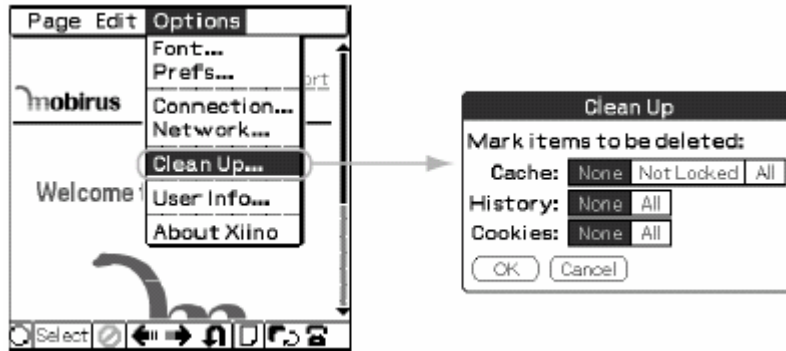 Page Edit Options
Font...
Prefs...
ort
mobirus
Connection...
Network...
Clean Up...
Welcome
User Info...
About Xiino
Select
Clean Up
Mark items to be deleted:
Cache: None Not Locked All
History: None All
Cookies: None All
OK Cancel